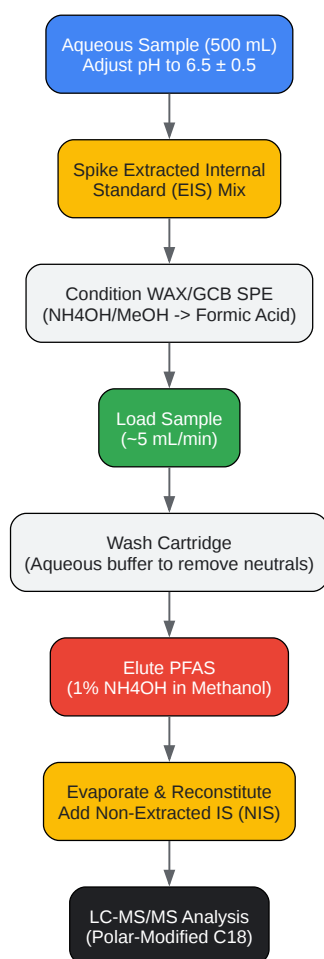 Aqueous Sample (500 mL)
Adjust pH to 6.5 ± 0.5
Spike Extracted Internal
Standard (EIS) Mix
Condition WAX/GCB SPE
(NH4OH/MeOH -> Formic Acid)
Load Sample
(~5 mL/min)
Wash Cartridge
(Aqueous buffer to remove neutrals)
Elute PFAS
(1% NH4OH in Methanol)
Evaporate & Reconstitute
Add Non-Extracted IS (NIS)
LC-MS/MS Analysis
(Polar-Modified C18)